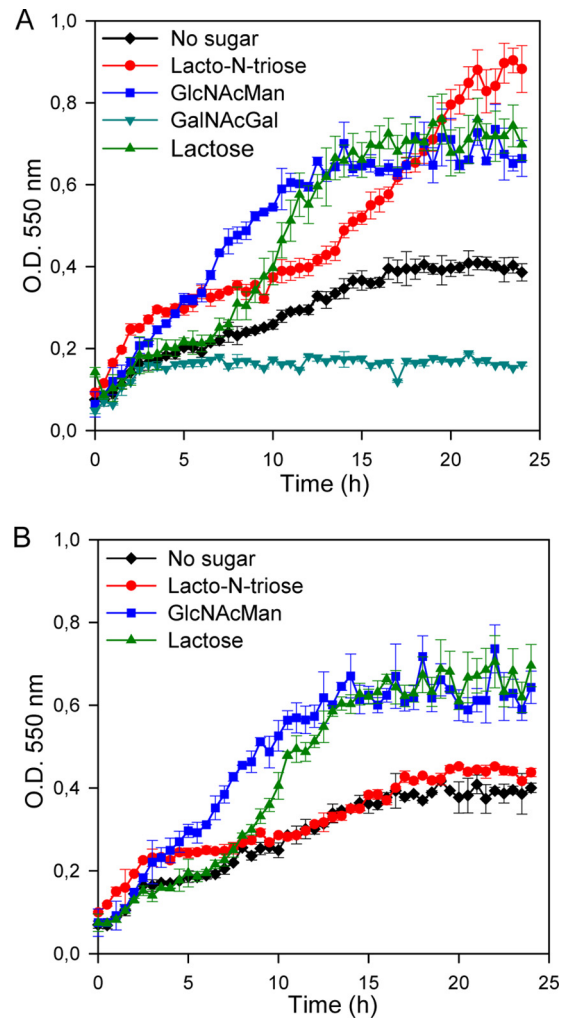 A
No sugar
Lacto-N-triose
GlcNAcMan
GalNAcGal
Lactose
1,0
0,8
0,6
0,4
0,2
0,0
O.D. 550 nm
0 5 10 15 20 25
Time (h)
B
No sugar
Lacto-N-triose
GlcNAcMan
Lactose
1,0
0,8
0,6
0,4
0,2
0,0
O.D. 550 nm
0 5 10 15 20 25
Time (h)